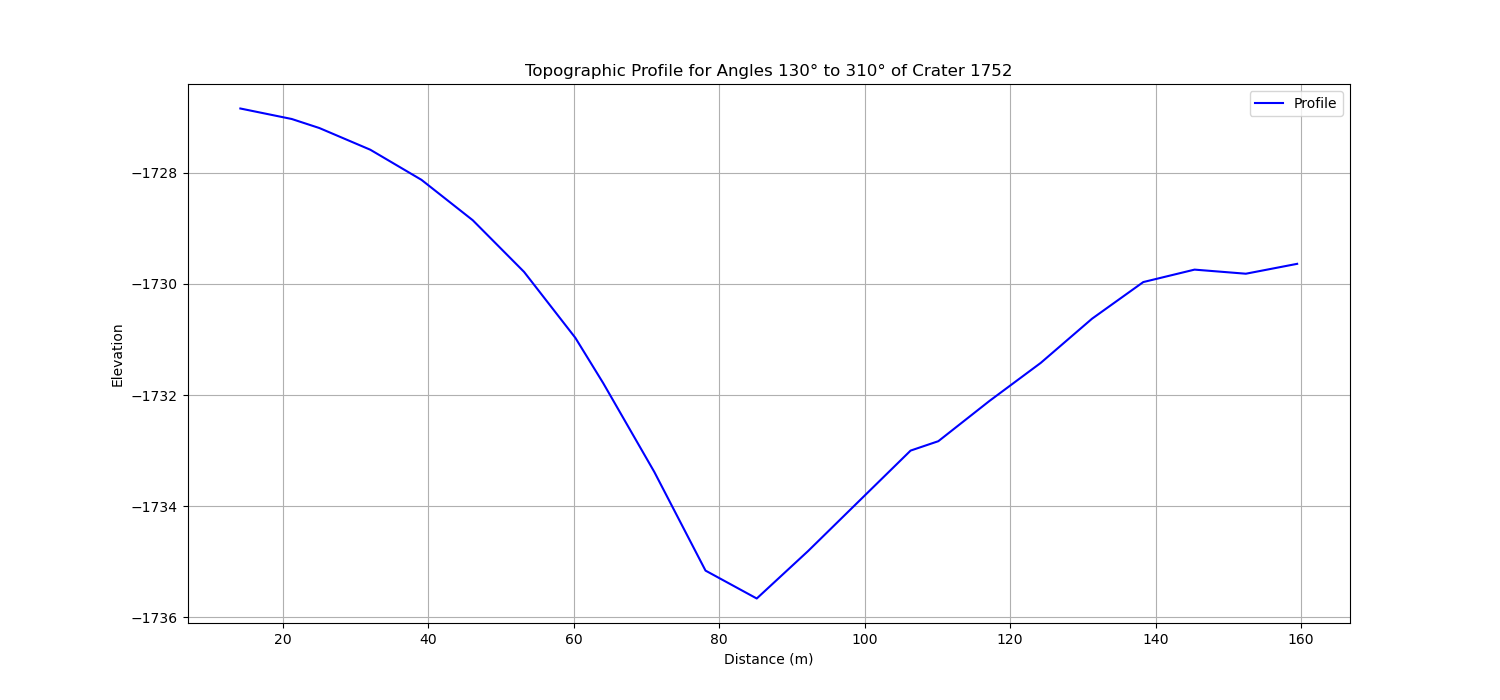 Topographic Profile for Angles 130° to 310° of Crater 1752
Profile
Elevation
−1728
−1730
−1732
−1734
−1736
20 40 60 80 100 120 140 160
Distance (m)